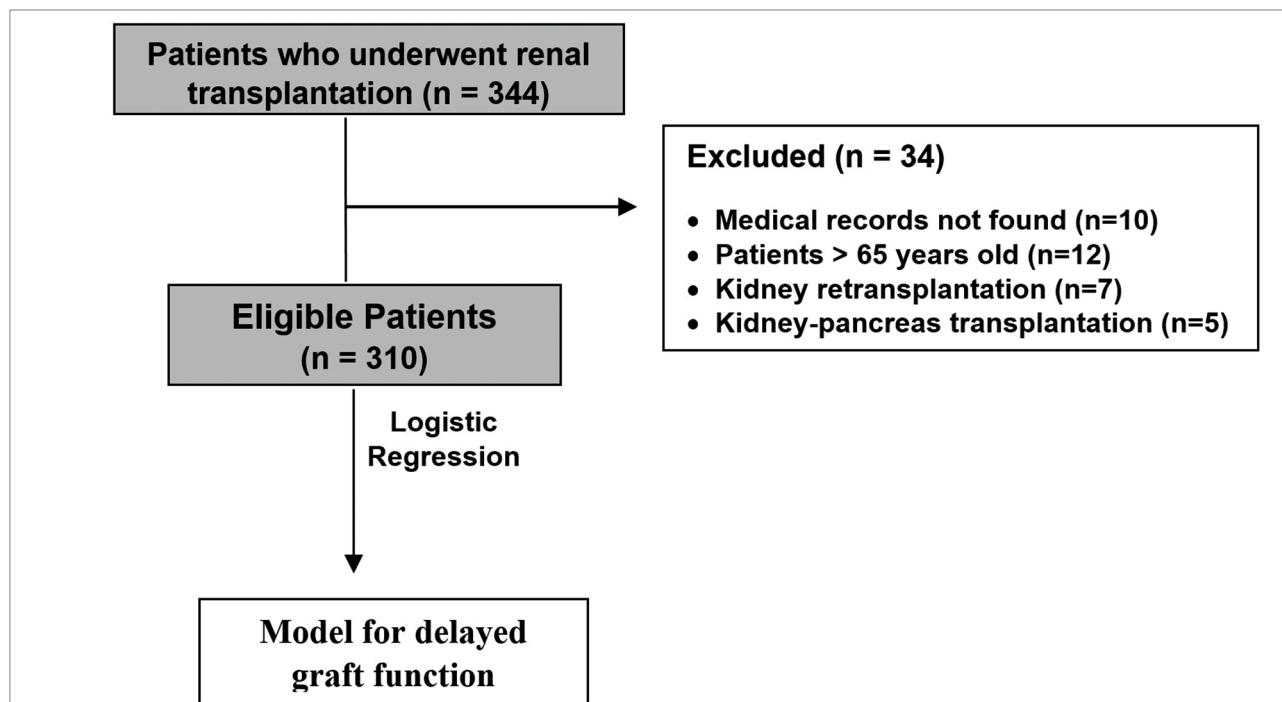 Patients who underwent renal
transplantation (n = 344)
Excluded (n = 34)
• Medical records not found (n=10)
• Patients > 65 years old (n=12)
• Kidney retransplantation (n=7)
• Kidney-pancreas transplantation (n=5)
Eligible Patients
(n = 310)
Logistic
Regression
Model for delayed
graft function